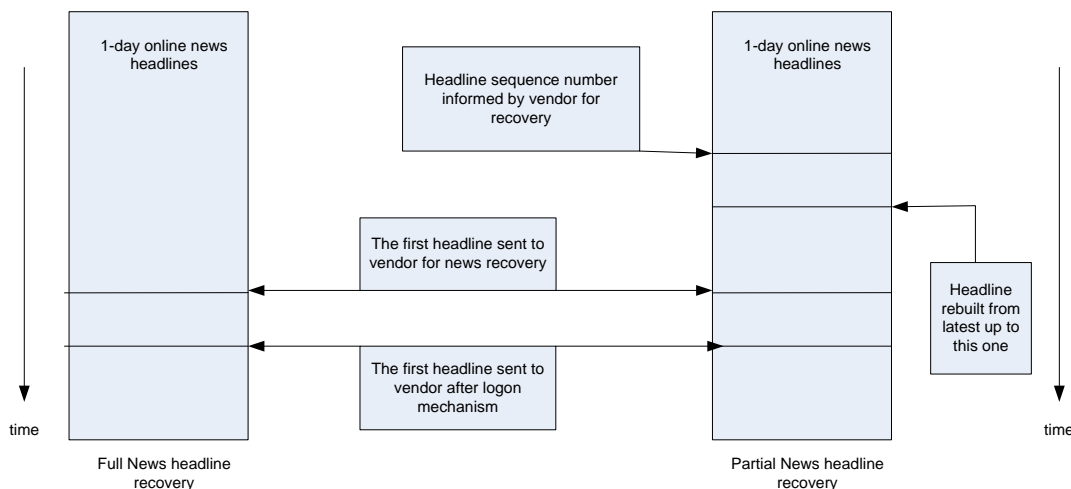 1-day online news
headlines
Headline sequence number
informed by vendor for
recovery
1-day online news
headlines
The first headline sent to
vendor for news recovery
Headline
rebuilt from
latest up to
this one
The first headline sent to
vendor after logon
mechanism
time
time
Full News headline
recovery
Partial News headline
recovery